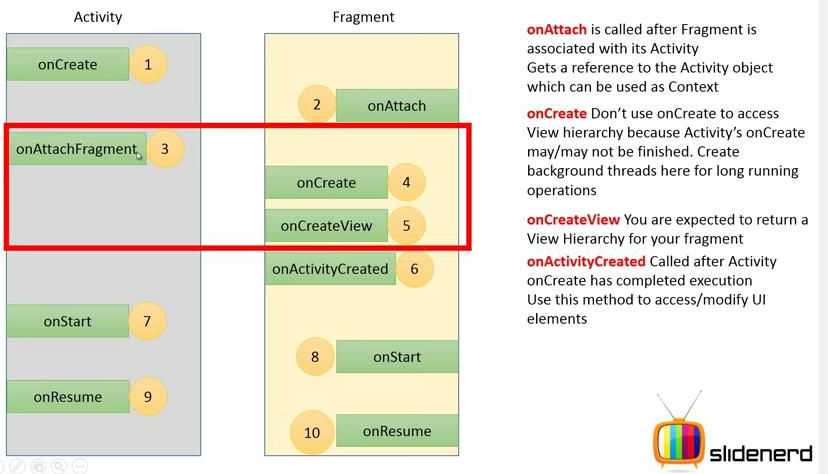 Activity
Fragment
onCreate 1
2 onAttach
onAttachFragment 3
onCreate 4
onCreateView 5
onActivityCreated 6
onStart 7
8 onStart
onResume 9
10 onResume
onAttach is called after Fragment is
associated with its Activity
Gets a reference to the Activity object
which can be used as Context
onCreate Don’t use onCreate to access
View hierarchy because Activity’s onCreate
may/may not be finished. Create
background threads here for long running
operations
onCreateView You are expected to return a
View Hierarchy for your fragment
onActivityCreated Called after Activity
onCreate has completed execution
Use this method to access/modify UI
elements
slidenerd